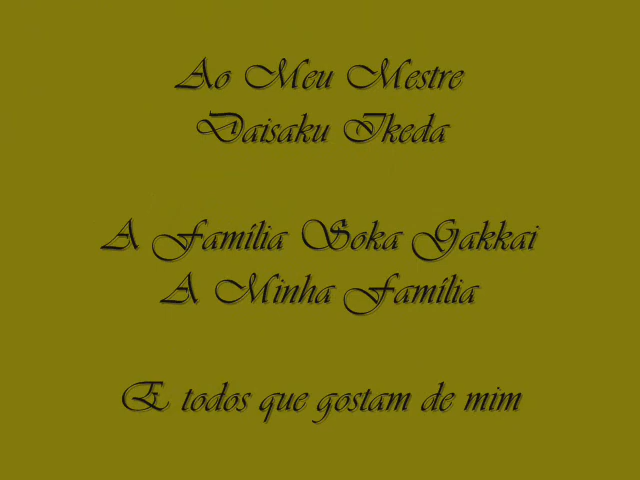 Ao Meu Mestre
Daisaku Ikeda
A Família Soka Gakkai
A Minha Família
E todos que gostam de mim